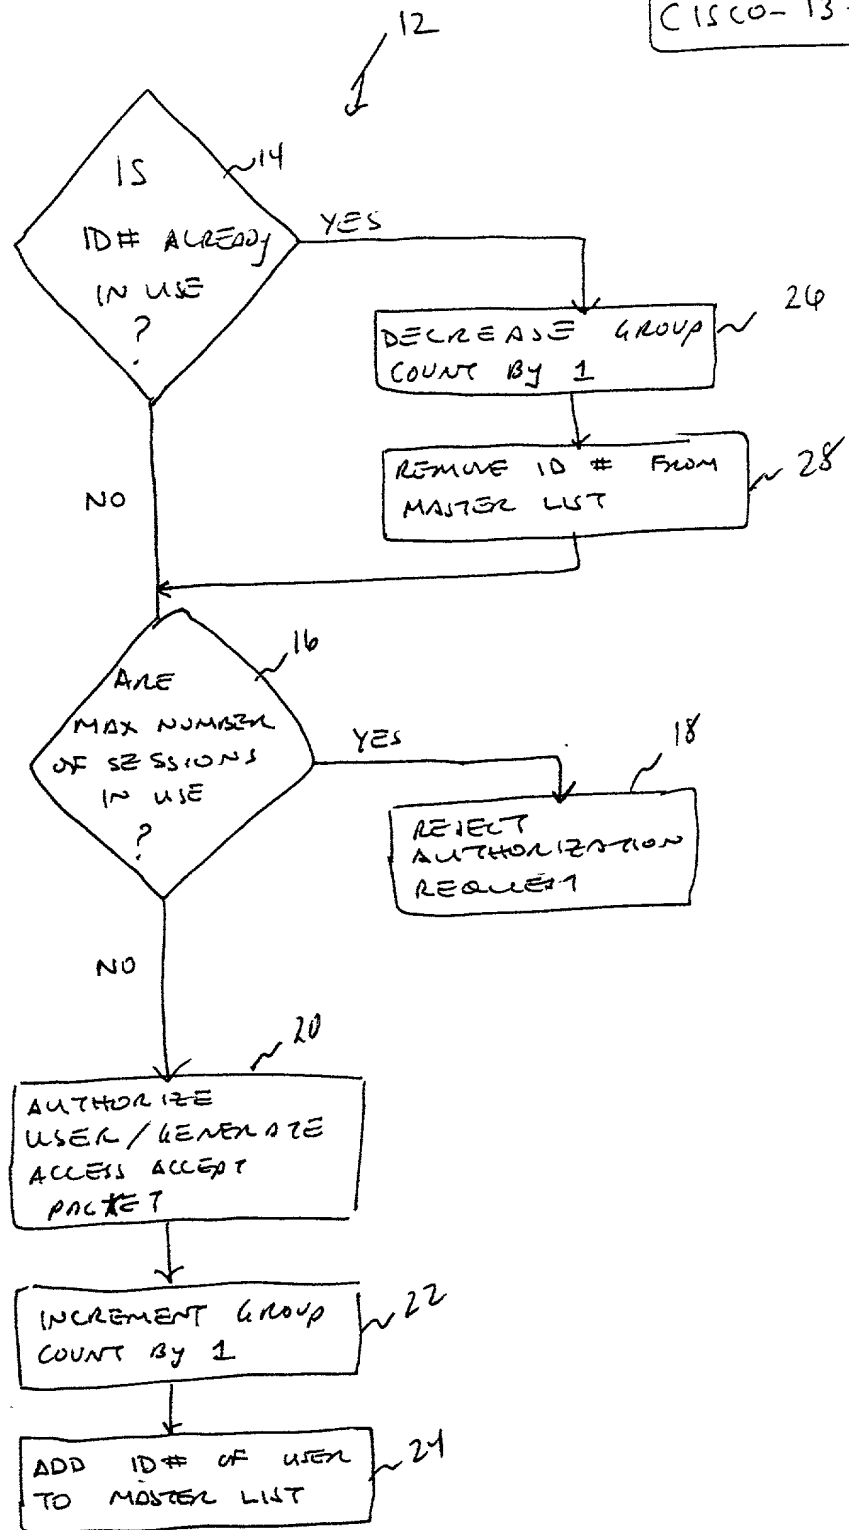 12
CISCO-13
IS
ID# ALREADY
IN USE
?
14
YES
DECREASE GROUP
COUNT BY 1
26
REMOVE ID # FROM
MASTER LIST
28
NO
ARE
MAX NUMBER
OF SESSIONS
IN USE
?
16
YES
REJECT
AUTHORIZATION
REQUEST
18
NO
AUTHORIZE
USER/GENERATE
ACCESS ACCEPT
PACKET
20
INCREMENT GROUP
COUNT BY 1
22
ADD ID# OF USER
TO MASTER LIST
24